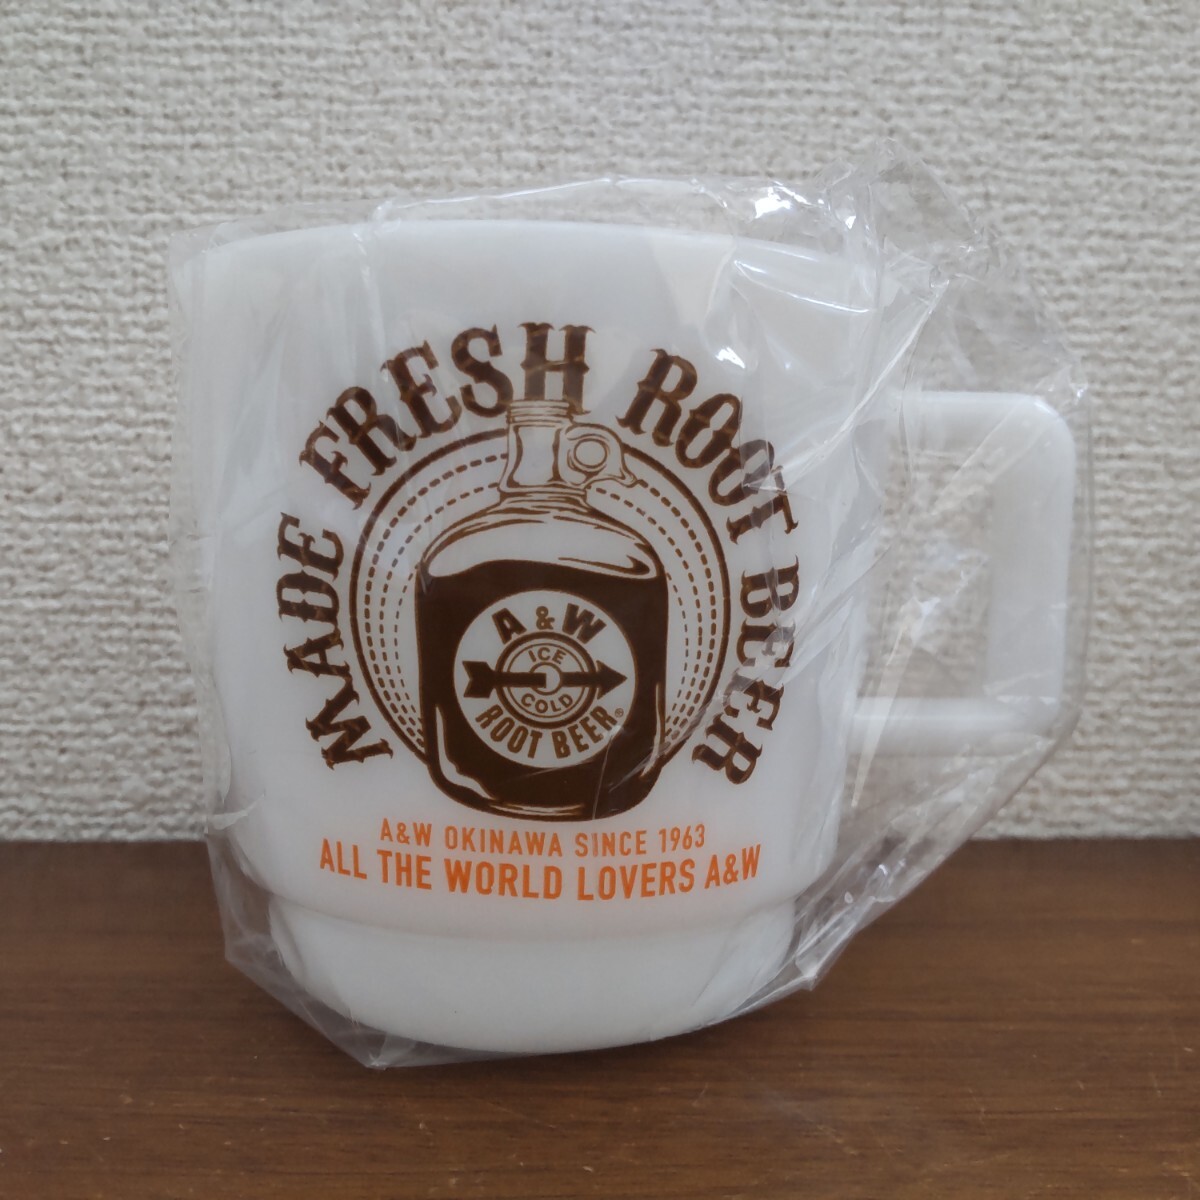 MADE FRESH ROOT BEER
A&W
ICE
COLD
ROOT BEER®
A&W OKINAWA SINCE 1963
ALL THE WORLD LOVERS A&W